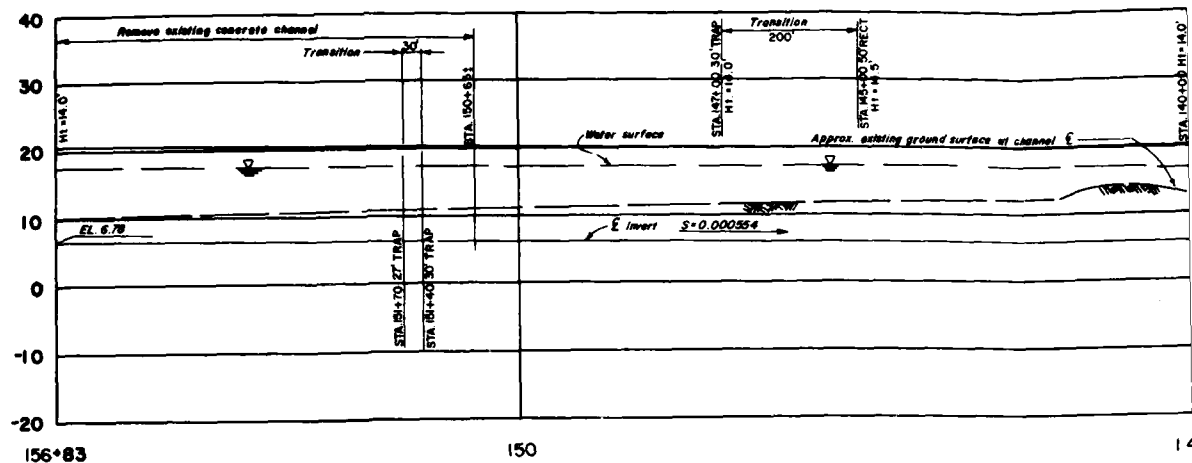 40
30
20
10
0
-10
-20
Remove existing concrete channel
30'
Transition
Ht.=14.0'
STA. 150+63±
Transition
200'
STA. 147+00 30' TRAP
STA. 145+00 50' RECT
STA. 140+00 Ht.= 14.0'
Water surface
Approx. existing ground surface at channel ℄
EL. 6.78
℄ Invert
S=0.000554
STA. 151+70 27' TRAP
STA. 151+40 30' TRAP
156+83
150